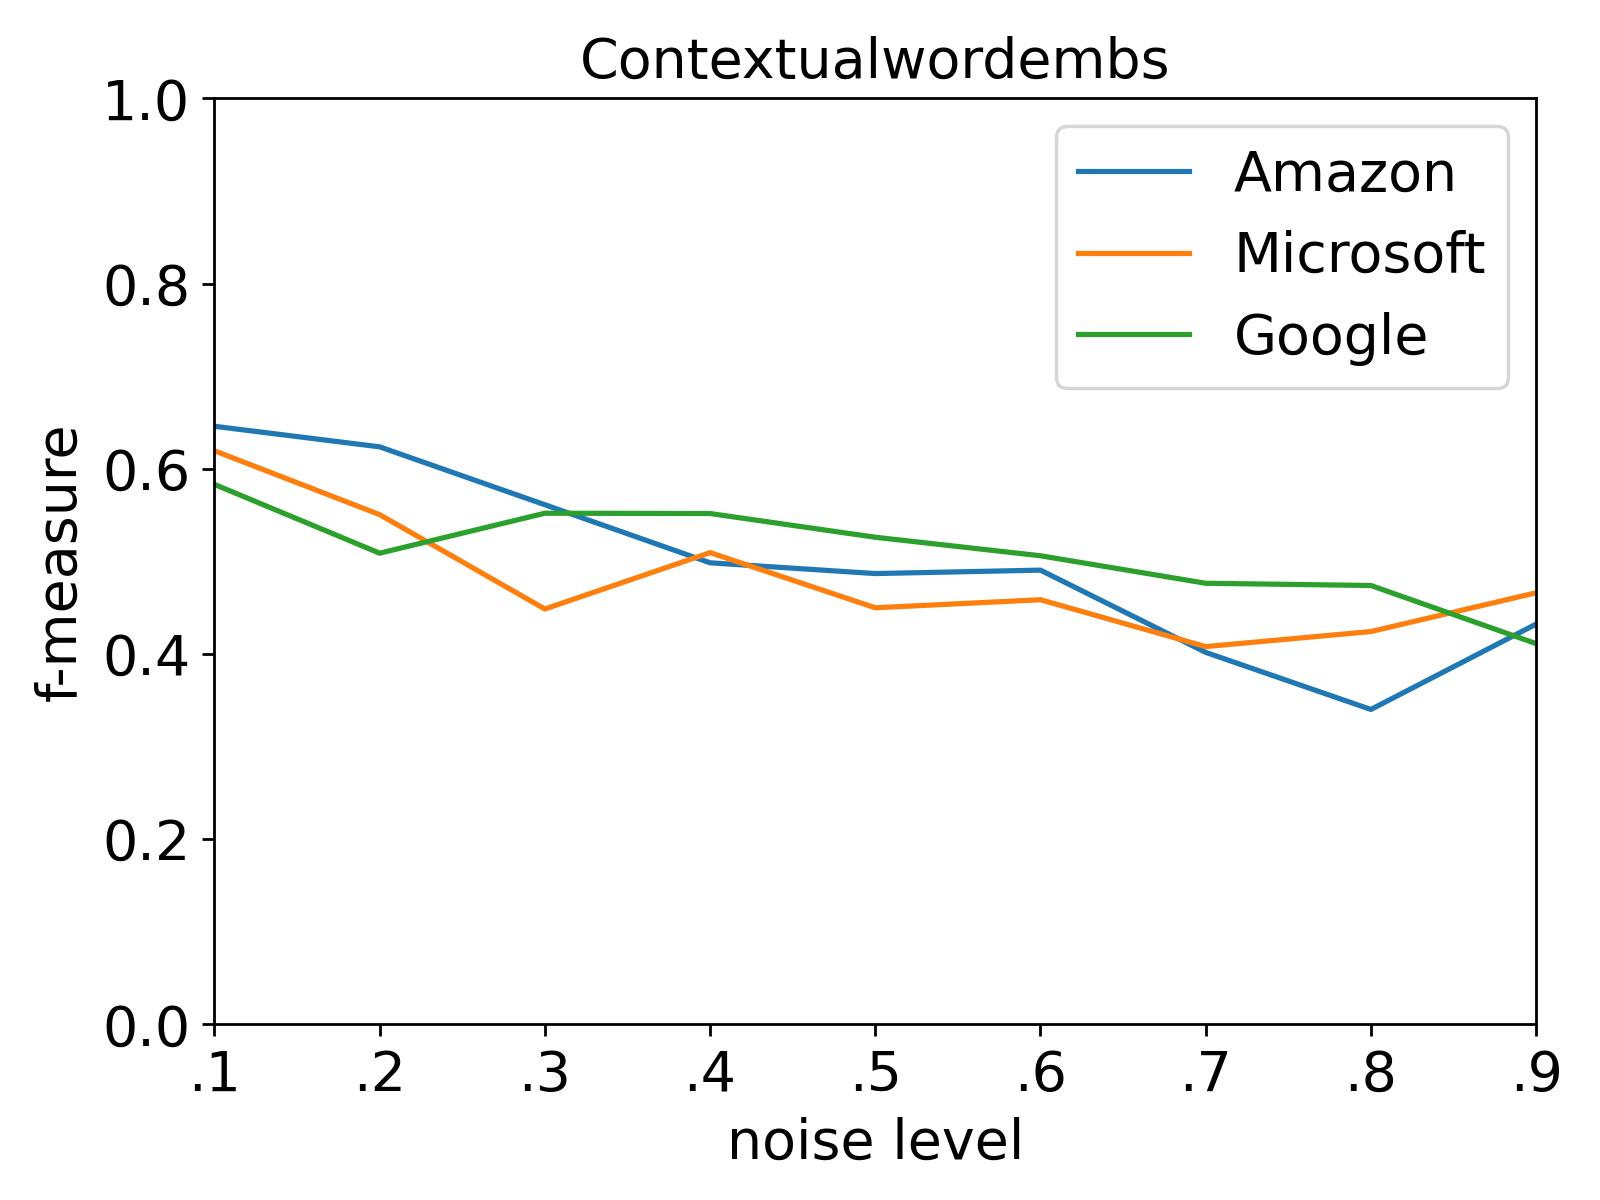 Contextualwordembs
1.0
0.8
0.6
0.4
0.2
0.0
f-measure
Amazon
Microsoft
Google
.1 .2 .3 .4 .5 .6 .7 .8 .9
noise level